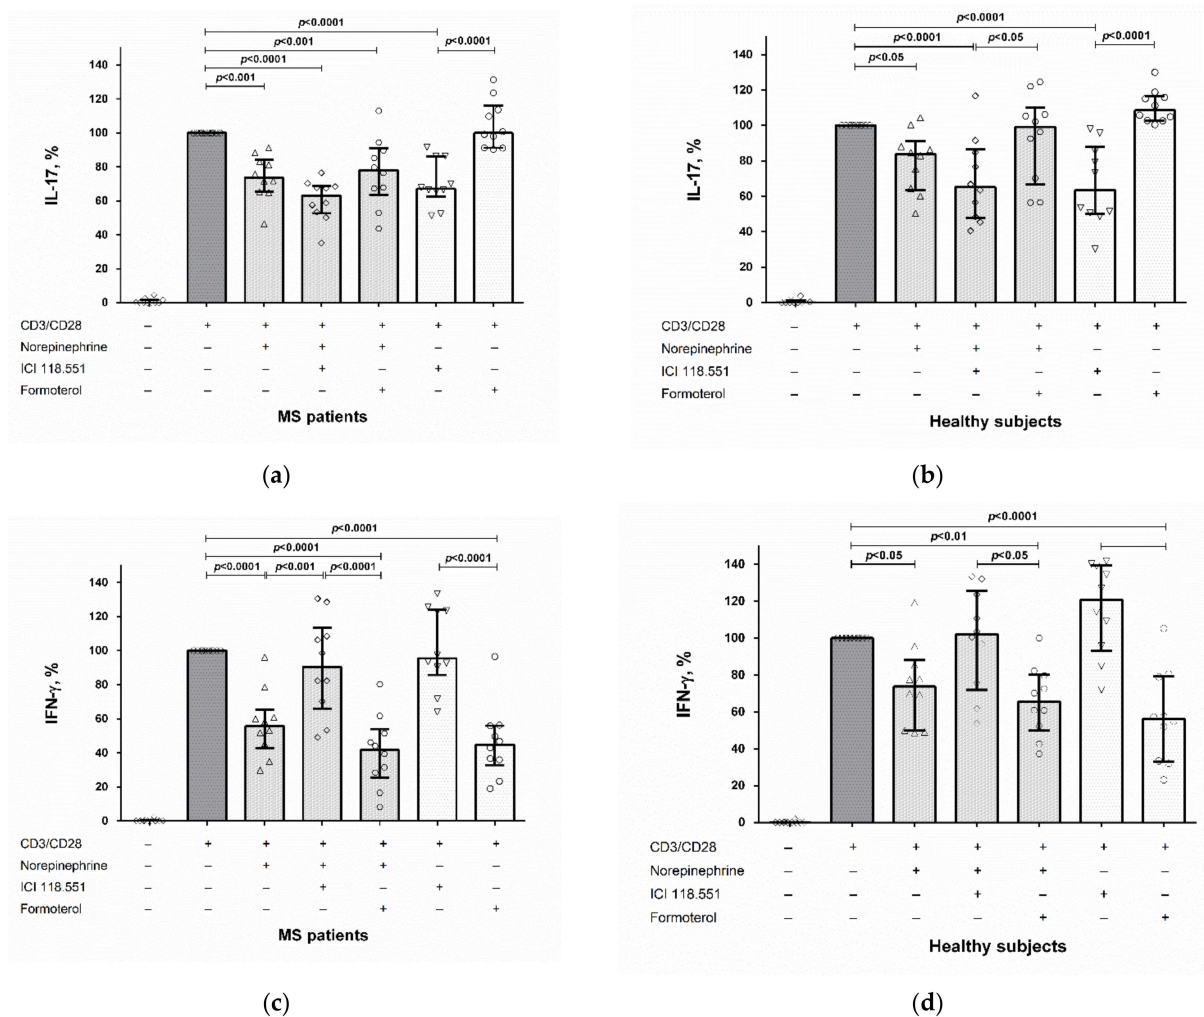 p<0.0001
p<0.001 p<0.0001
p<0.0001
p<0.001
140
120
100
80
60
40
20
0
IL-17, %
CD3/CD28 – + + + + + +
Norepinephrine – – + + + – –
ICI 118.551 – – – + – + –
Formoterol – – – – + – +
MS patients
(a)
p<0.0001
p<0.0001 p<0.05 p<0.0001
p<0.05
140
120
100
80
60
40
20
0
IL-17, %
CD3/CD28 – + + + + + +
Norepinephrine – – + + + – –
ICI 118.551 – – – + – + –
Formoterol – – – – + – +
Healthy subjects
(b)
p<0.0001
p<0.0001 p<0.0001
p<0.0001 p<0.001 p<0.0001
140
120
100
80
60
40
20
0
IFN-γ, %
CD3/CD28 – + + + + + +
Norepinephrine – – + + + – –
ICI 118.551 – – – + – + –
Formoterol – – – – + – +
MS patients
(c)
p<0.0001
p<0.01
p<0.05 p<0.05
140
120
100
80
60
40
20
0
IFN-γ, %
CD3/CD28 – + + + + + +
Norepinephrine – – + + + – –
ICI 118.551 – – – + – + –
Formoterol – – – – + – +
Healthy subjects
(d)